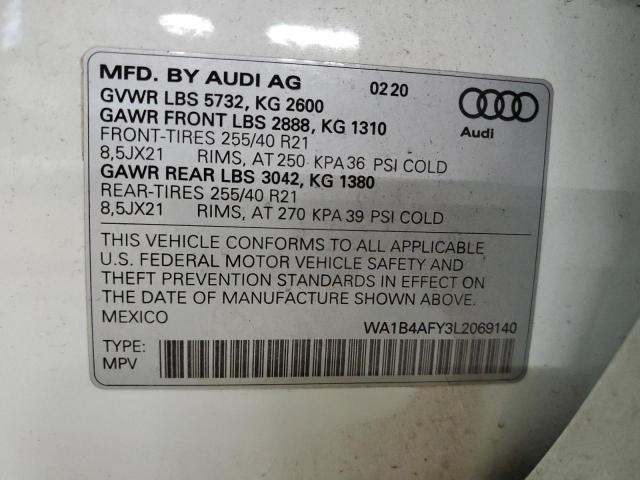 MFD. BY AUDI AG 02 20
GVWR LBS 5732, KG 2600
GAWR FRONT LBS 2888, KG 1310
FRONT-TIRES 255/40 R21
8,5JX21 RIMS, AT 250 KPA 36 PSI COLD
GAWR REAR LBS 3042, KG 1380
REAR-TIRES 255/40 R21
8,5JX21 RIMS, AT 270 KPA 39 PSI COLD
Audi
THIS VEHICLE CONFORMS TO ALL APPLICABLE
U.S. FEDERAL MOTOR VEHICLE SAFETY AND
THEFT PREVENTION STANDARDS IN EFFECT ON
THE DATE OF MANUFACTURE SHOWN ABOVE.
MEXICO WA1B4AFY3L2069140
TYPE:
MPV